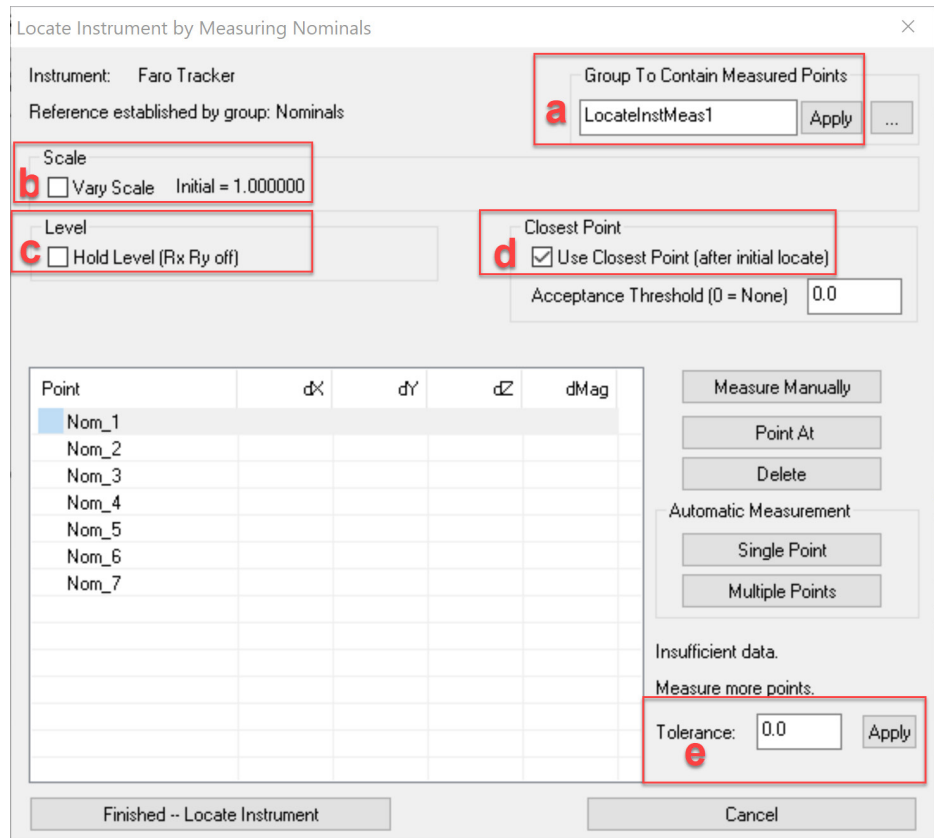 Locate Instrument by Measuring Nominals
Instrument: Faro Tracker
Reference established by group: Nominals
a
Group To Contain Measured Points
LocateInstMeas1
Apply
...
b
Scale
Vary Scale Initial = 1.000000
c
Level
Hold Level (Rx Ry off)
d
Closest Point
Use Closest Point (after initial locate)
Acceptance Threshold (0 = None) 0.0
Point dX dY dZ dMag
Nom_1
Nom_2
Nom_3
Nom_4
Nom_5
Nom_6
Nom_7
Measure Manually
Point At
Delete
Automatic Measurement
Single Point
Multiple Points
Insufficient data.
Measure more points.
Tolerance: 0.0 Apply
e
Finished -- Locate Instrument
Cancel